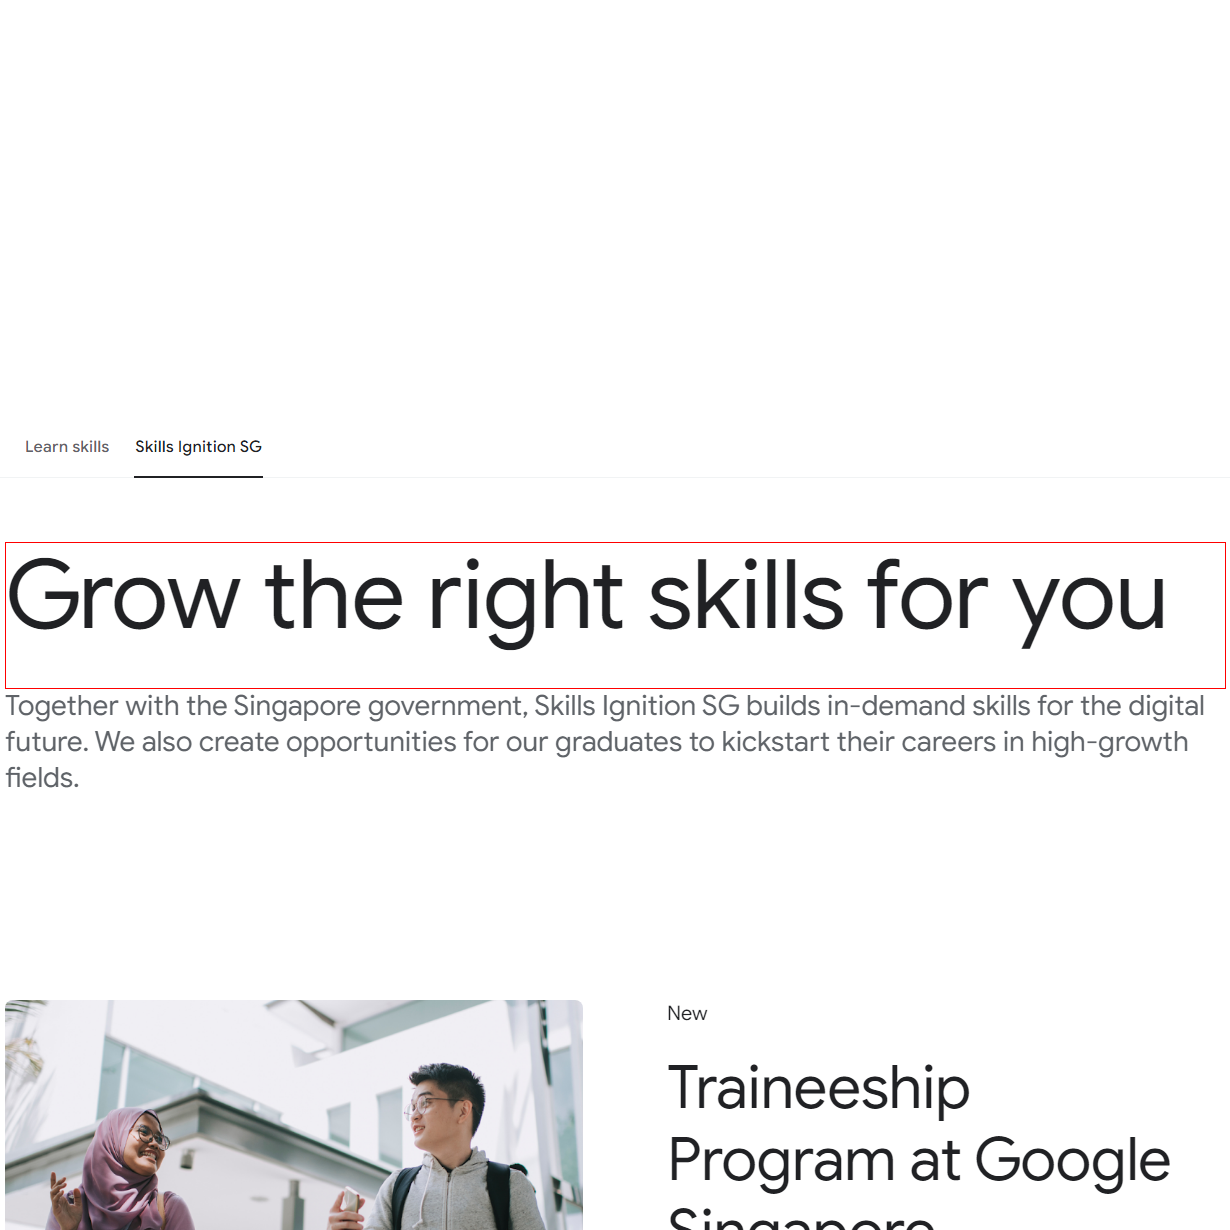 Learn skills
Skills Ignition SG
Grow the right skills for you
Together with the Singapore government, Skills Ignition SG builds in-demand skills for the digital
future. We also create opportunities for our graduates to kickstart their careers in high-growth
fields.
New
Traineeship
Program at Google
Singapore